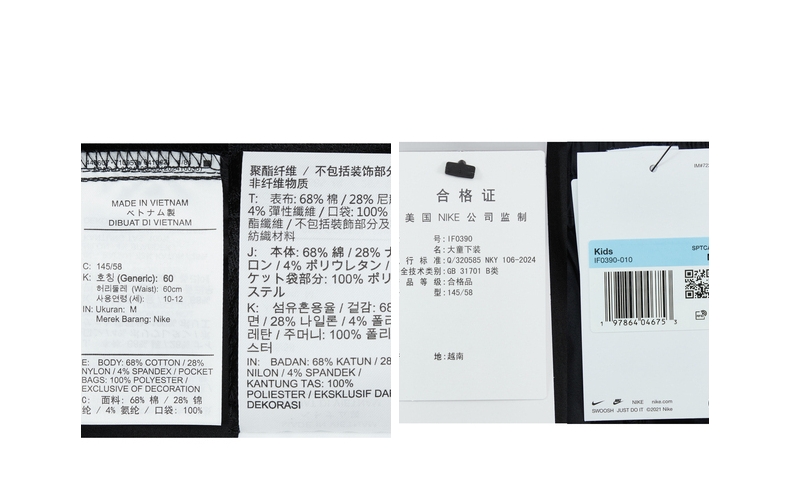 MADE IN VIETNAM
ベトナム製
DIBUAT DI VIETNAM
C: 145/58
K: 호칭 (Generic): 60
허리둘레 (Waist): 60cm
사용연령 (세): 10-12
IN: Ukuran: M
Merek Barang: Nike
E: BODY: 68% COTTON / 28%
NYLON / 4% SPANDEX / POCKET
BAGS: 100% POLYESTER /
EXCLUSIVE OF DECORATION
C: 面料: 68% 棉 / 28% 锦
纶 / 4% 氨纶 / 口袋: 100%
聚酯纤维 / 不包括装饰部分
非纤维物质
T: 表布: 68% 棉 / 28% 尼
4% 彈性纖維 / 口袋: 100%
酯纖維 / 不包括裝飾部分及
紡織材料
J: 本体: 68% 綿 / 28% ナ
ロン / 4% ポリウレタン /
ケット袋部分: 100% ポリ
ステル
K: 섬유혼용율 / 겉감: 68
면 / 28% 나일론 / 4% 폴리
레탄 / 주머니: 100% 폴리
스터
IN: BADAN: 68% KATUN / 28%
NILON / 4% SPANDEK /
KANTUNG TAS: 100%
POLIESTER / EKSKLUSIF DAR
DEKORASI
合格证
美国 NIKE 公司监制
号: IF0390
名: 大童下装
行标准: Q/320585 NKY 106-2024
全技术类别: GB 31701 B类
品等级: 合格品
型: 145/58
地: 越南
Kids
SPTCA
IF0390-010
1 97864 04675 3
NIKE nike.com
SWOOSH JUST DO IT ©2021 Nike